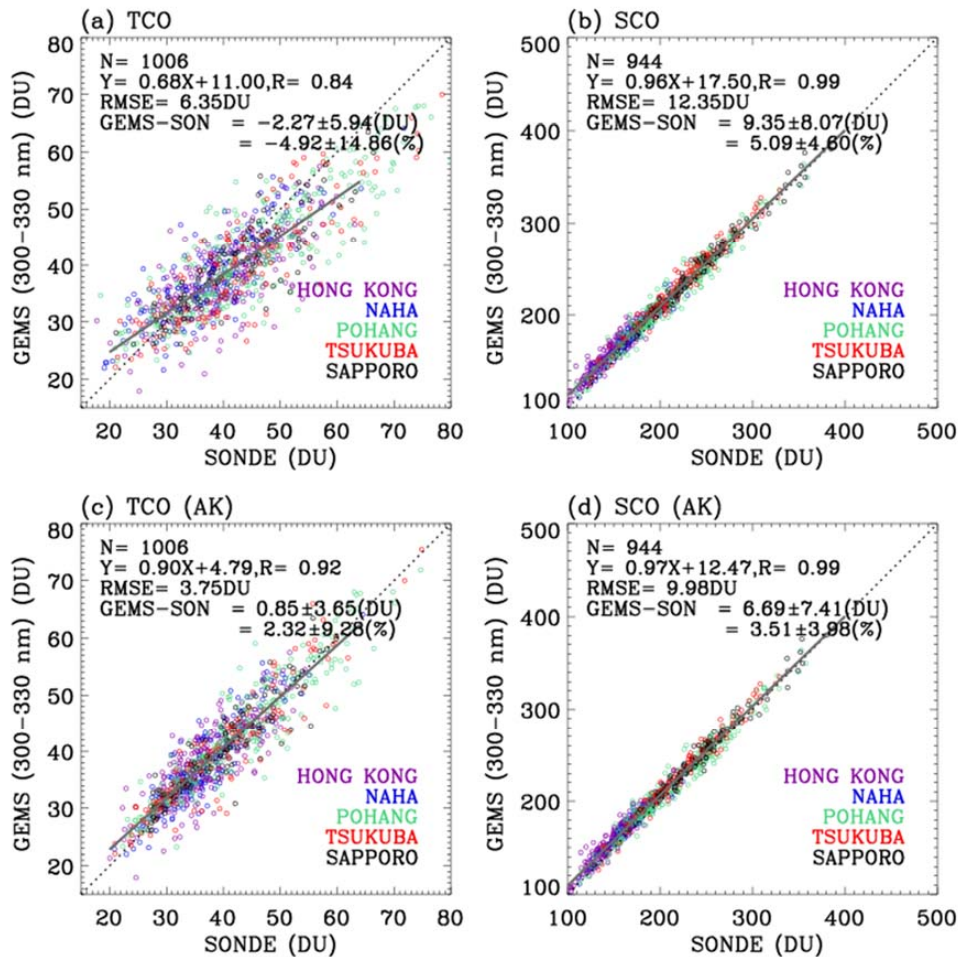 (a) TCO
80
70
60
50
40
30
20
GEMS (300-330 nm) (DU)
N= 1006
Y= 0.68X+11.00,R= 0.84
RMSE= 6.35DU
GEMS-SON = -2.27±5.94(DU)
= -4.92±14.86(%)
HONG KONG
NAHA
POHANG
TSUKUBA
SAPPORO
20 30 40 50 60 70 80
SONDE (DU)
(b) SCO
500
400
300
200
100
GEMS (300-330 nm) (DU)
N= 944
Y= 0.96X+17.50,R= 0.99
RMSE= 12.35DU
GEMS-SON = 9.35±8.07(DU)
= 5.09±4.60(%)
HONG KONG
NAHA
POHANG
TSUKUBA
SAPPORO
100 200 300 400 500
SONDE (DU)
(c) TCO (AK)
80
70
60
50
40
30
20
GEMS (300-330 nm) (DU)
N= 1006
Y= 0.90X+4.79,R= 0.92
RMSE= 3.75DU
GEMS-SON = 0.85±3.65(DU)
= 2.32±9.28(%)
HONG KONG
NAHA
POHANG
TSUKUBA
SAPPORO
20 30 40 50 60 70 80
SONDE (DU)
(d) SCO (AK)
500
400
300
200
100
GEMS (300-330 nm) (DU)
N= 944
Y= 0.97X+12.47,R= 0.99
RMSE= 9.98DU
GEMS-SON = 6.69±7.41(DU)
= 3.51±3.98(%)
HONG KONG
NAHA
POHANG
TSUKUBA
SAPPORO
100 200 300 400 500
SONDE (DU)